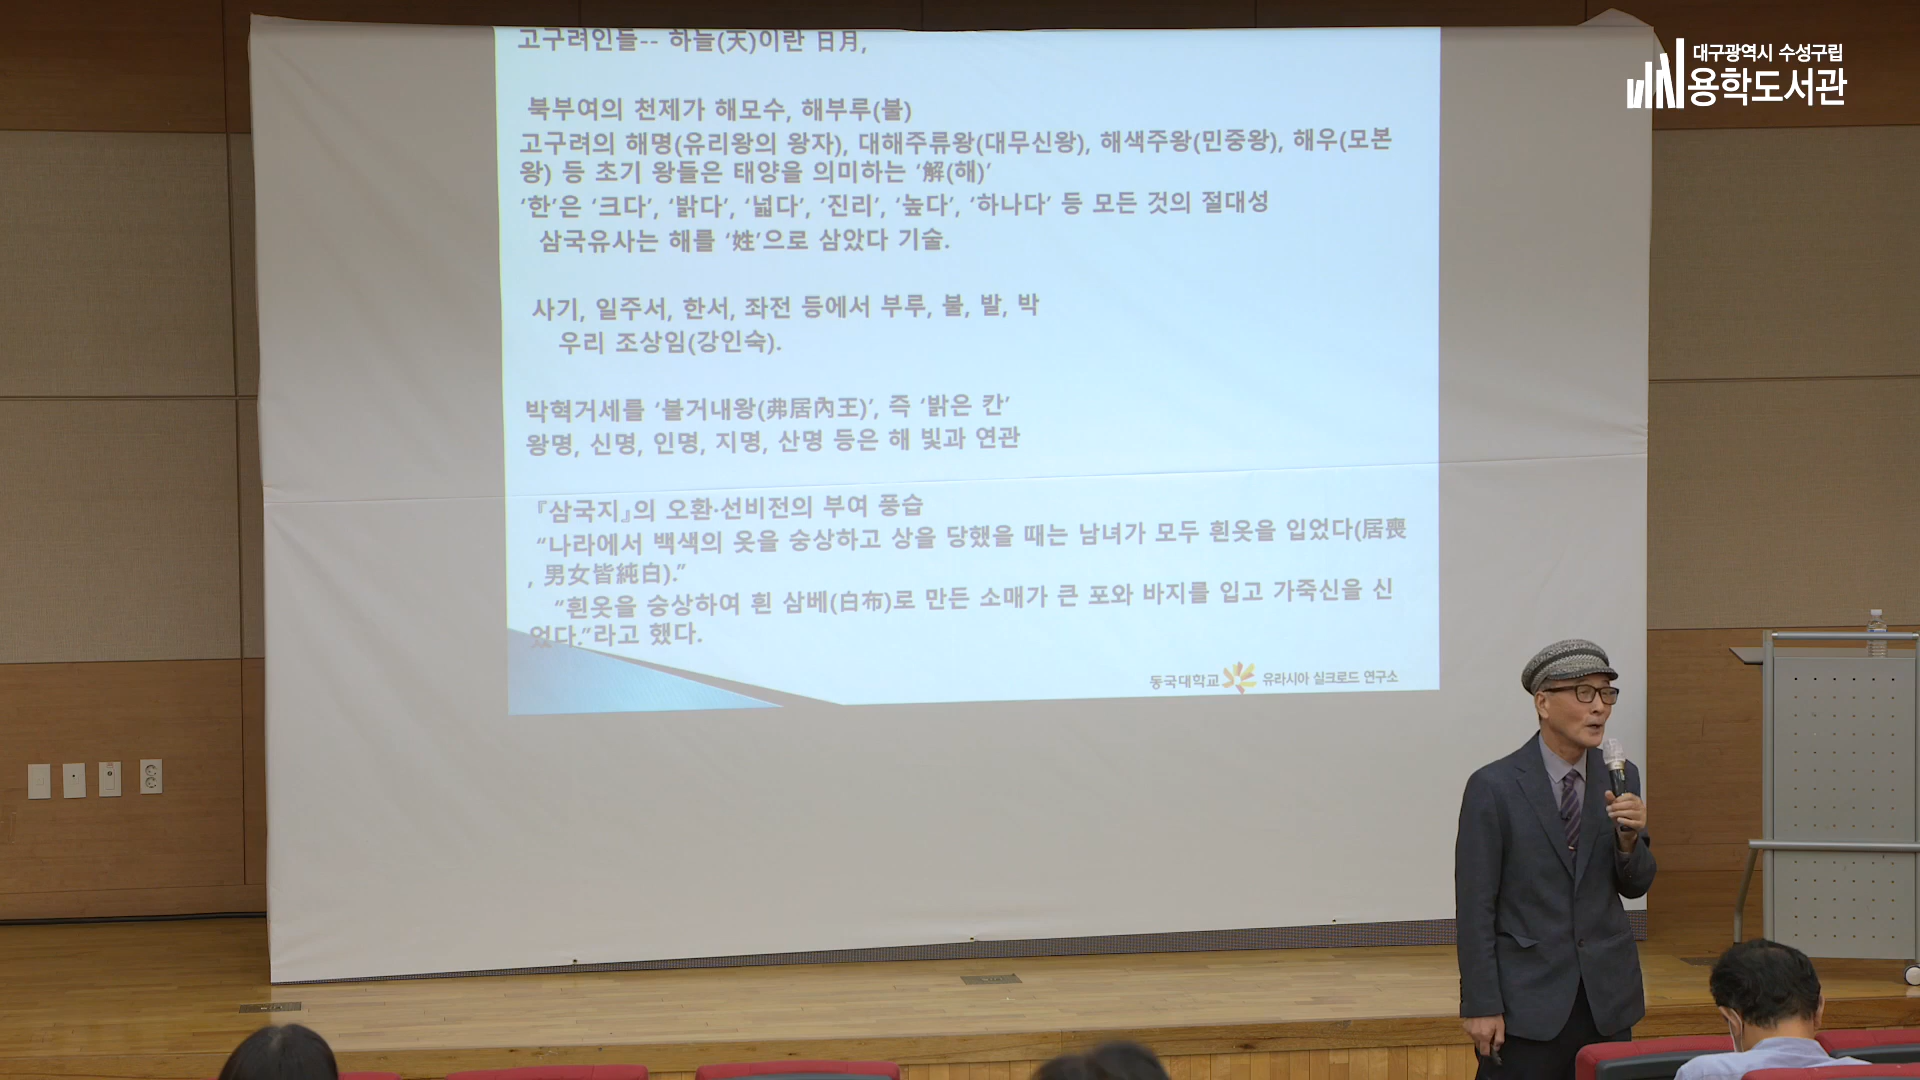 대구광역시 수성구립
용학도서관
고구려인들-- 하늘(天)이란 日月,
북부여의 천제가 해모수, 해부루(불)
고구려의 해명(유리왕의 왕자), 대해주류왕(대무신왕), 해색주왕(민중왕), 해우(모본
왕) 등 초기 왕들은 태양을 의미하는 ‘解(해)’
‘한’은 ‘크다’, ‘밝다’, ‘넓다’, ‘진리’, ‘높다’, ‘하나다’ 등 모든 것의 절대성
삼국유사는 해를 ‘姓’으로 삼았다 기술.
사기, 일주서, 한서, 좌전 등에서 부루, 불, 발, 박
우리 조상임(강인숙).
박혁거세를 ‘불거내왕(弗居內王)’, 즉 ‘밝은 칸’
왕명, 신명, 인명, 지명, 산명 등은 해 빛과 연관
『삼국지』의 오환·선비전의 부여 풍습
“나라에서 백색의 옷을 숭상하고 상을 당했을 때는 남녀가 모두 흰옷을 입었다(居喪
, 男女皆純白).”
“흰옷을 숭상하여 흰 삼베(白布)로 만든 소매가 큰 포와 바지를 입고 가죽신을 신
었다.”라고 했다.
동국대학교 유라시아 실크로드 연구소